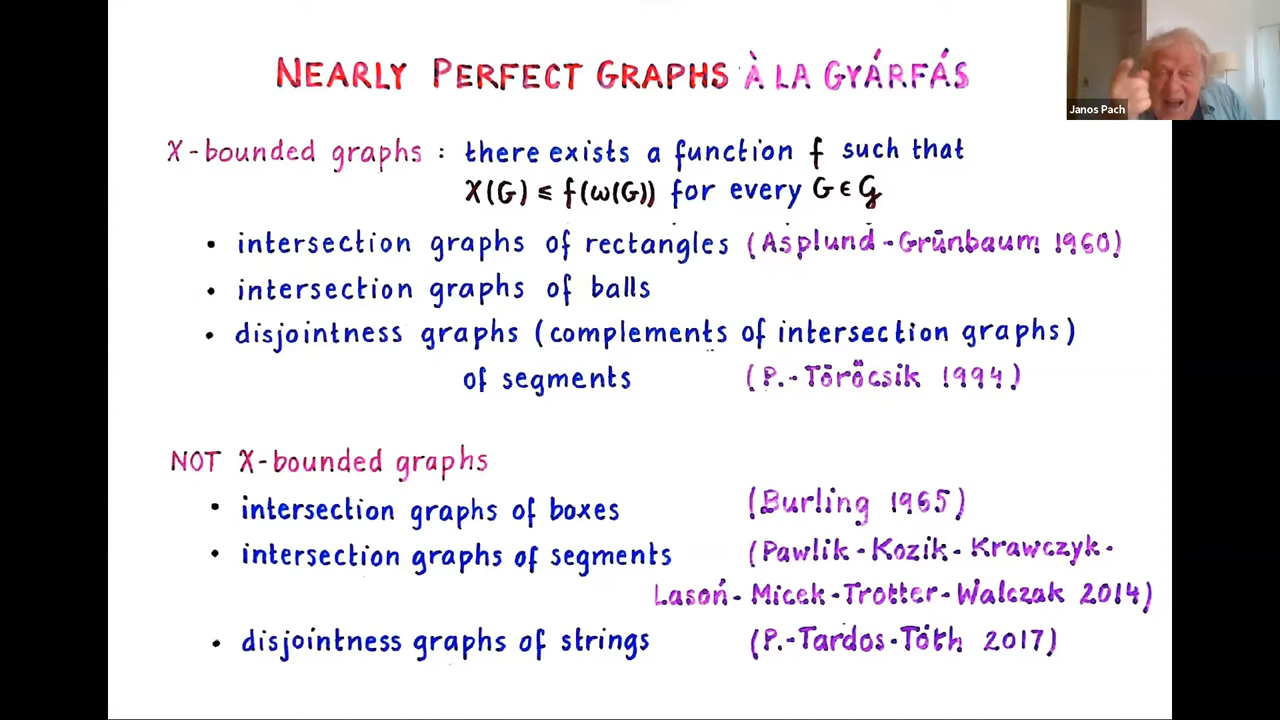 NEARLY PERFECT GRAPHS À LA GYÁRFÁS
Janos Pach
χ-bounded graphs : there exists a function f such that
χ(G) ≤ f(ω(G)) for every G ∈ 𝒢
• intersection graphs of rectangles (Asplund-Grünbaum 1960)
• intersection graphs of balls
• disjointness graphs (complements of intersection graphs)
of segments (P.-Törőcsik 1994)
NOT χ-bounded graphs
• intersection graphs of boxes (Burling 1965)
• intersection graphs of segments (Pawlik-Kozik-Krawczyk-
Lasoń-Micek-Trotter-Walczak 2014)
• disjointness graphs of strings (P.-Tardos-Tóth 2017)